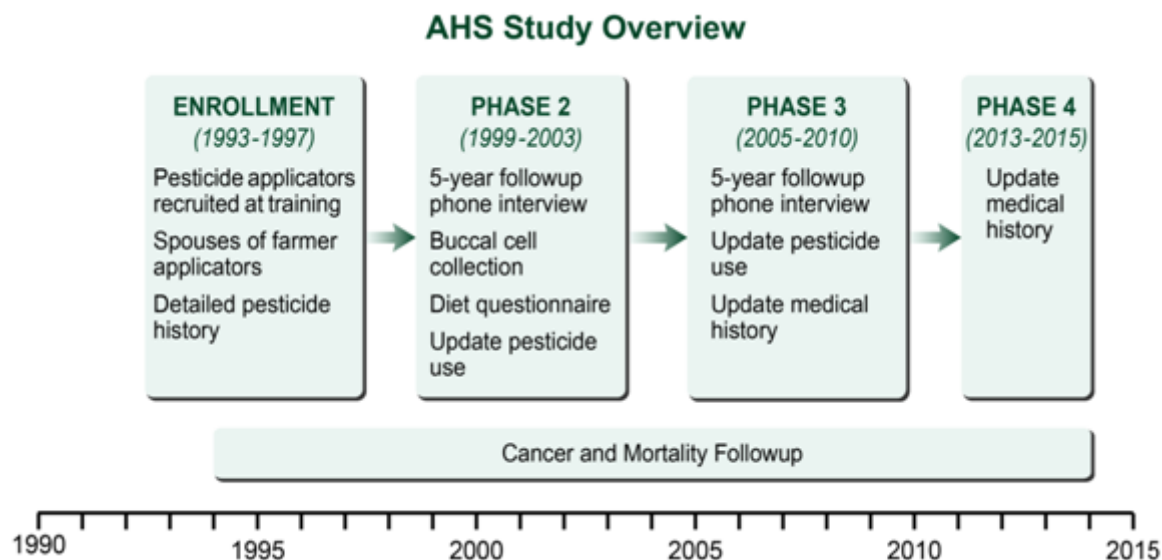 AHS Study Overview
ENROLLMENT
(1993-1997)
Pesticide applicators
recruited at training
Spouses of farmer
applicators
Detailed pesticide
history
PHASE 2
(1999-2003)
5-year followup
phone interview
Buccal cell
collection
Diet questionnaire
Update pesticide
use
PHASE 3
(2005-2010)
5-year followup
phone interview
Update pesticide
use
Update medical
history
PHASE 4
(2013-2015)
Update
medical
history
Cancer and Mortality Followup
1990 1995 2000 2005 2010 2015